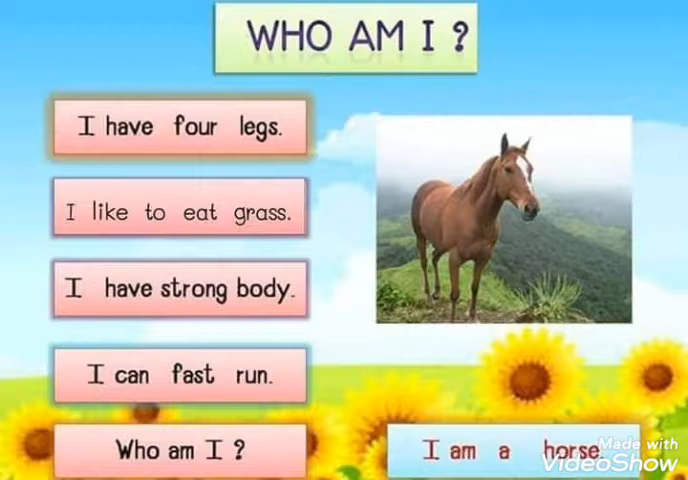 WHO AM I ?
I have four legs.
I like to eat grass.
I have strong body.
I can fast run.
Who am I ?
I am a horse.
Made with
VideoShow